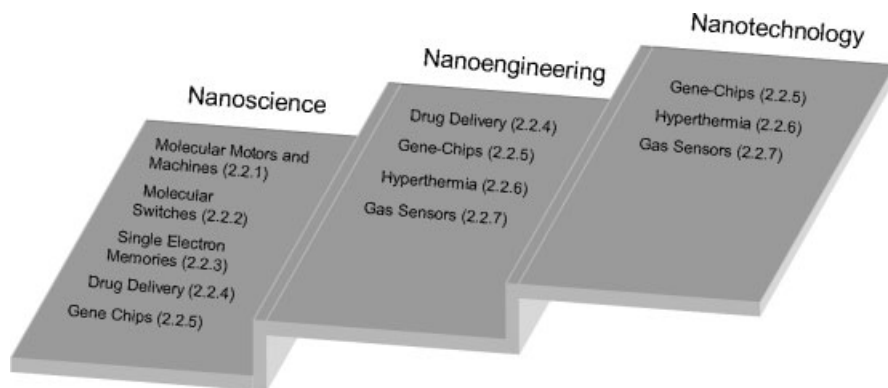 Nanoscience
Molecular Motors and
Machines (2.2.1)
Molecular
Switches (2.2.2)
Single Electron
Memories (2.2.3)
Drug Delivery (2.2.4)
Gene Chips (2.2.5)
Nanoengineering
Drug Delivery (2.2.4)
Gene-Chips (2.2.5)
Hyperthermia (2.2.6)
Gas Sensors (2.2.7)
Nanotechnology
Gene-Chips (2.2.5)
Hyperthermia (2.2.6)
Gas Sensors (2.2.7)